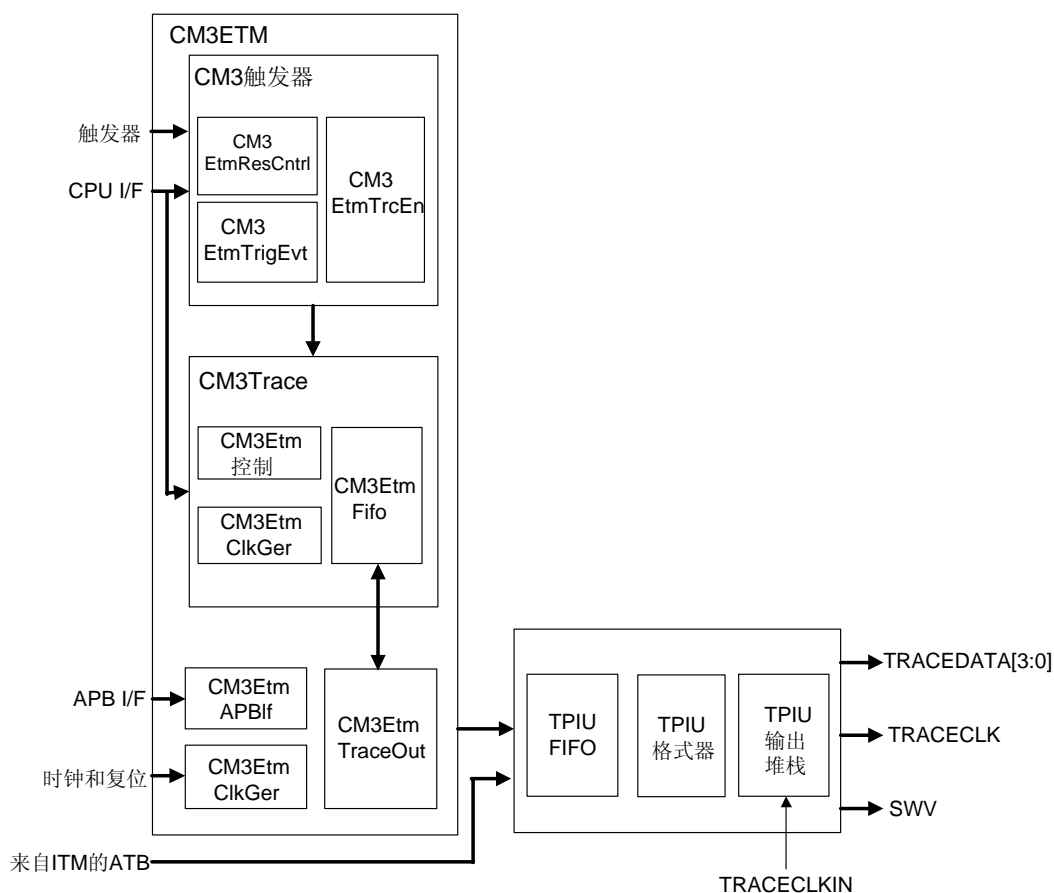 CM3ETM
CM3触发器
触发器
CPU I/F
CM3
EtmResCntrl
CM3
EtmTrigEvt
CM3
EtmTrcEn
CM3Trace
CM3Etm
控制
CM3Etm
ClkGer
CM3Etm
Fifo
APB I/F
CM3Etm
APBIf
时钟和复位
CM3Etm
ClkGer
CM3Etm
TraceOut
来自ITM的ATB
TPIU
FIFO
TPIU
格式器
TPIU
输出
堆栈
TRACEDATA[3:0]
TRACECLK
SWV
TRACECLKIN